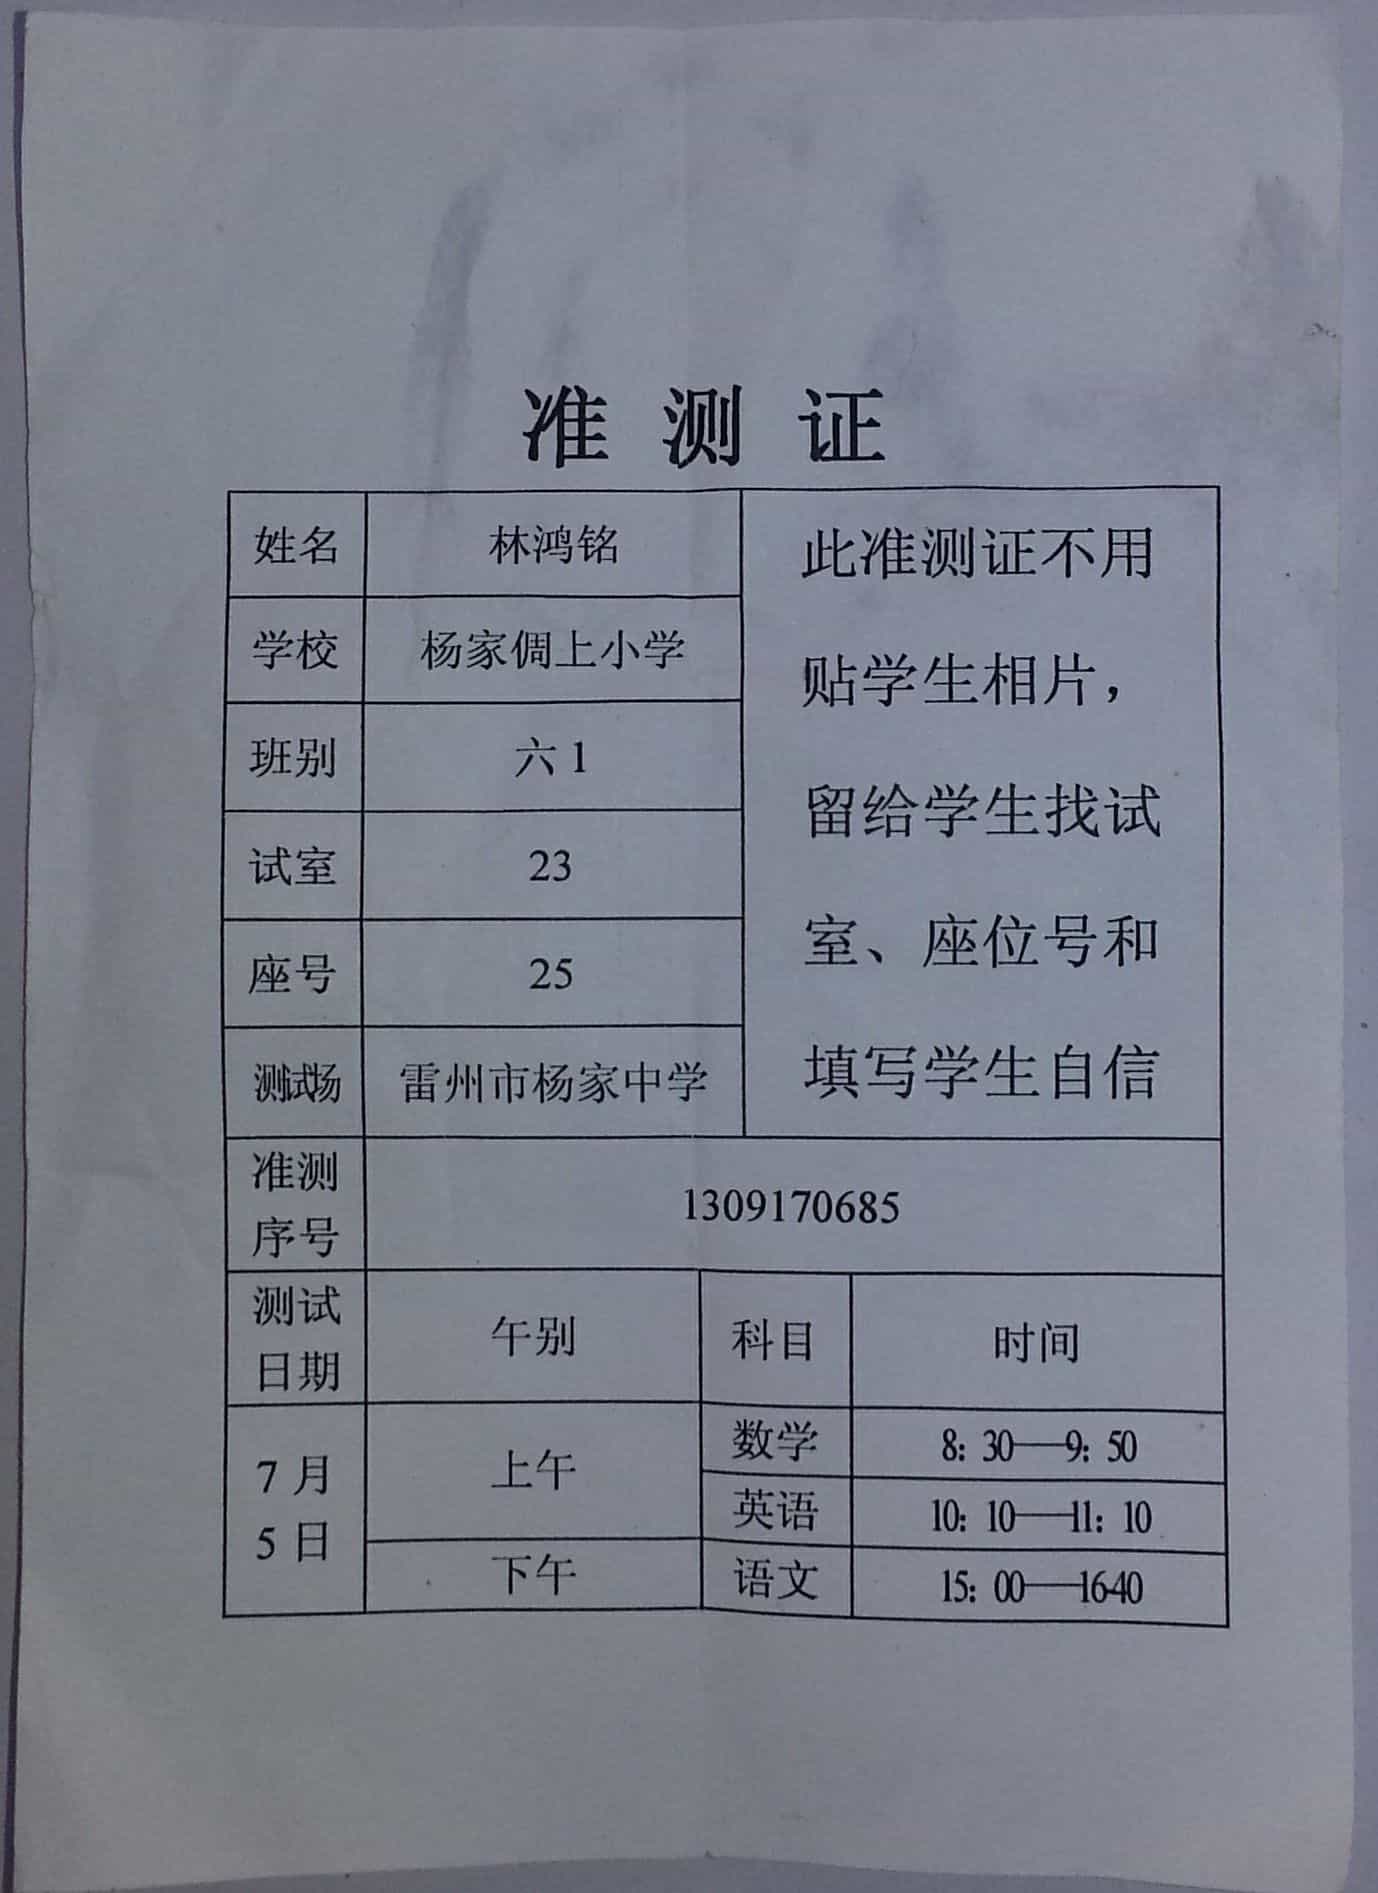 准测证
姓名 林鸿铭
学校 杨家倜上小学
班别 六1
试室 23
座号 25
测试场 雷州市杨家中学
此准测证不用
贴学生相片，
留给学生找试
室、座位号和
填写学生自信
准测
序号
1309170685
测试
日期
午别 科目 时间
7月
5日
上午
数学 8：30——9：50
英语 10：10——11：10
下午 语文 15：00——1640